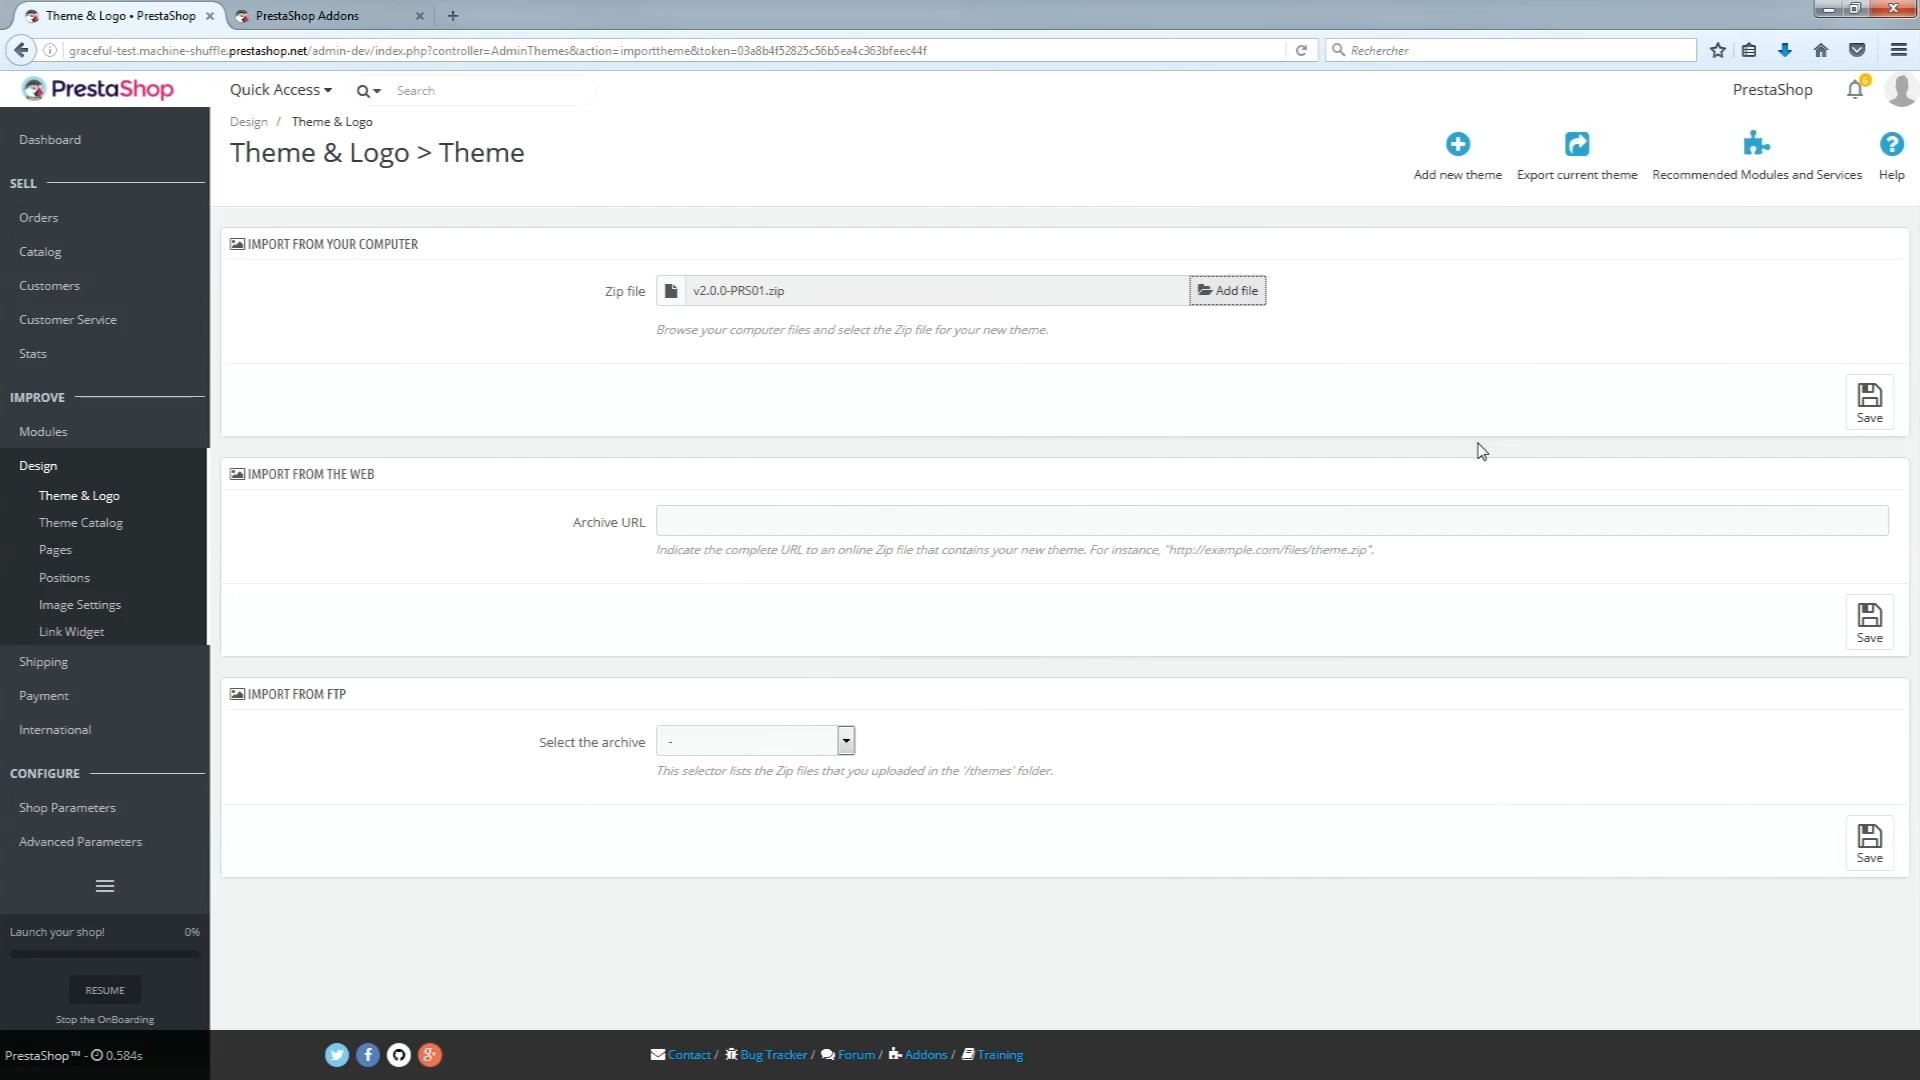 Theme & Logo • PrestaShop
PrestaShop Addons
graceful-test.machine-shuffle.prestashop.net/admin-dev/index.php?controller=AdminThemes&action=importtheme&token=03a8b4f52825c56b5ea4c363bfeec44f
Rechercher
PrestaShop
Quick Access
Search
PrestaShop
6
Design / Theme & Logo
Theme & Logo > Theme
Add new theme
Export current theme
Recommended Modules and Services
Help
Dashboard
SELL
Orders
Catalog
Customers
Customer Service
Stats
IMPROVE
Modules
Design
Theme & Logo
Theme Catalog
Pages
Positions
Image Settings
Link Widget
Shipping
Payment
International
CONFIGURE
Shop Parameters
Advanced Parameters
Launch your shop! 0%
RESUME
Stop the OnBoarding
IMPORT FROM YOUR COMPUTER
Zip file
v2.0.0-PRS01.zip
Add file
Browse your computer files and select the Zip file for your new theme.
Save
IMPORT FROM THE WEB
Archive URL
Indicate the complete URL to an online Zip file that contains your new theme. For instance, "http://example.com/files/theme.zip".
Save
IMPORT FROM FTP
Select the archive
-
This selector lists the Zip files that you uploaded in the '/themes' folder.
Save
PrestaShop™ - 0.584s
Contact / Bug Tracker / Forum / Addons / Training